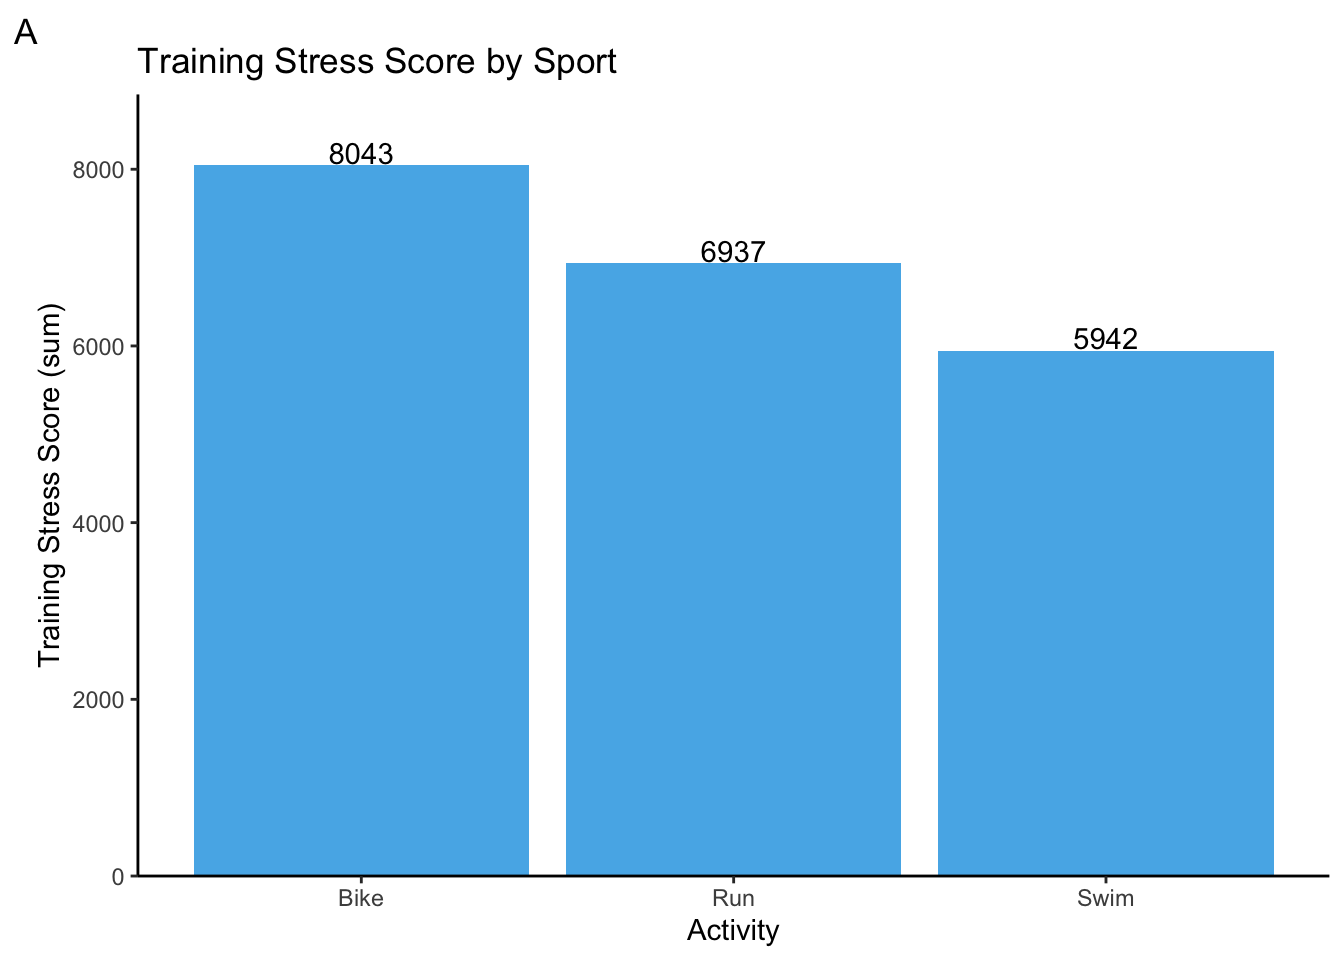 A
Training Stress Score by Sport
Training Stress Score (sum)
8000
6000
4000
2000
0
8043
6937
5942
Bike
Run
Swim
Activity